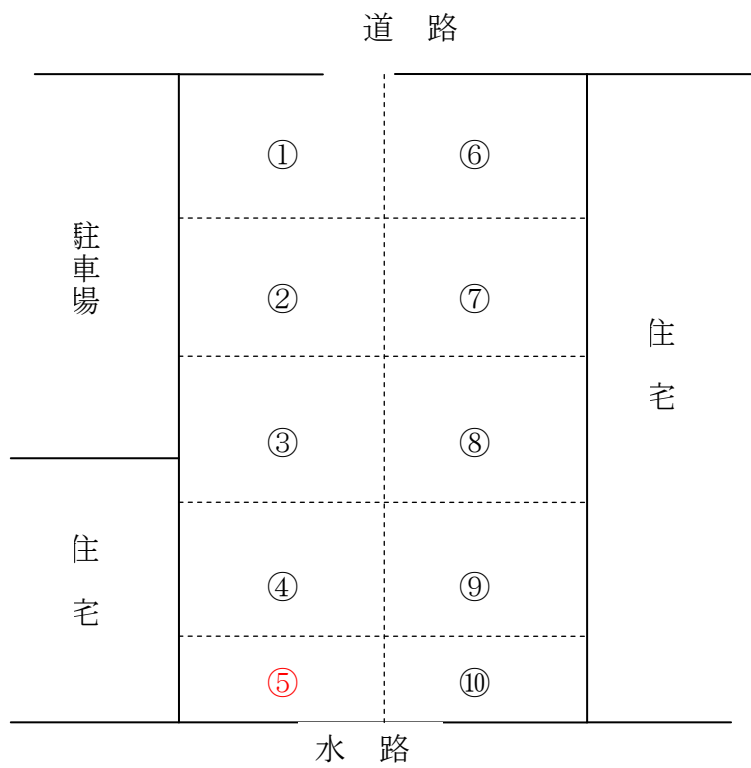 道　路
① ⑥
駐車場
② ⑦
住宅
③ ⑧
住宅
④ ⑨
⑤ ⑩
水　路